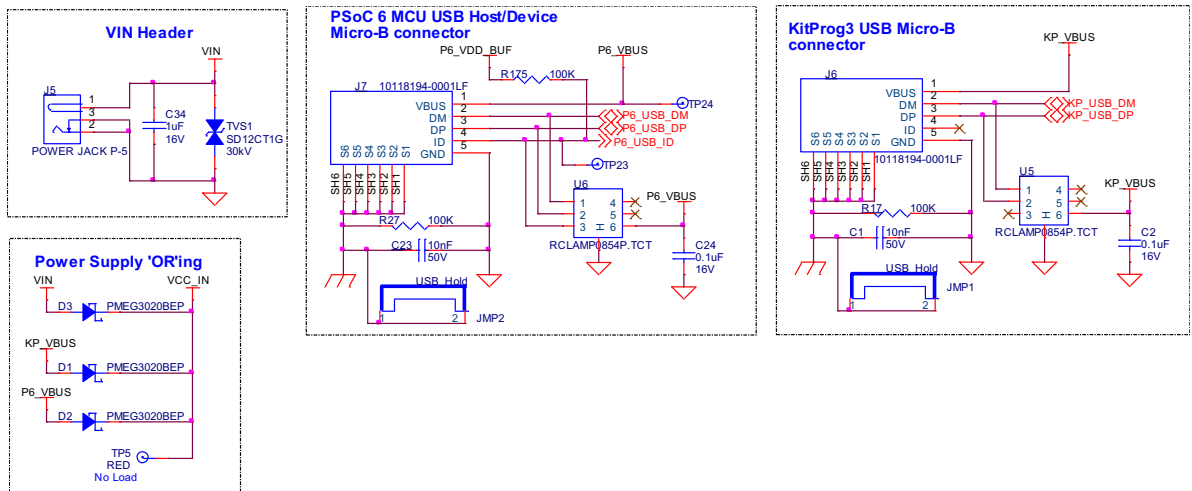 VIN Header
VIN
J5
1
3
2
POWER JACK P-5
C34
1uF
16V
TVS1
SD12CT1G
30kV
Power Supply 'OR'ing
VIN
VCC_IN
D3
PMEG3020BEP
KP_VBUS
D1
PMEG3020BEP
P6_VBUS
D2
PMEG3020BEP
TP5
RED
No Load
PSoC 6 MCU USB Host/Device
Micro-B connector
P6_VDD_BUF
P6_VBUS
R175
100K
J7
10118194-0001LF
VBUS
DM
DP
ID
GND
1
2
3
4
5
TP24
P6_USB_DM
P6_USB_DP
P6_USB_ID
TP23
S6
S5
S4
S3
S2
S1
SH6
SH5
SH4
SH3
SH2
SH1
U6
1
2
3
4
5
6
H
RCLAMP0854P.TCT
P6_VBUS
R27
100K
C23
10nF
50V
C24
0.1uF
16V
USB_Hold
1
2
JMP2
KitProg3 USB Micro-B
connector
KP_VBUS
J6
VBUS
DM
DP
ID
GND
1
2
3
4
5
KP_USB_DM
KP_USB_DP
10118194-0001LF
S6
S5
S4
S3
S2
S1
SH6
SH5
SH4
SH3
SH2
SH1
U5
1
2
3
4
5
6
H
RCLAMP0854P.TCT
KP_VBUS
R17
100K
C1
10nF
50V
C2
0.1uF
16V
USB_Hold
1
2
JMP1